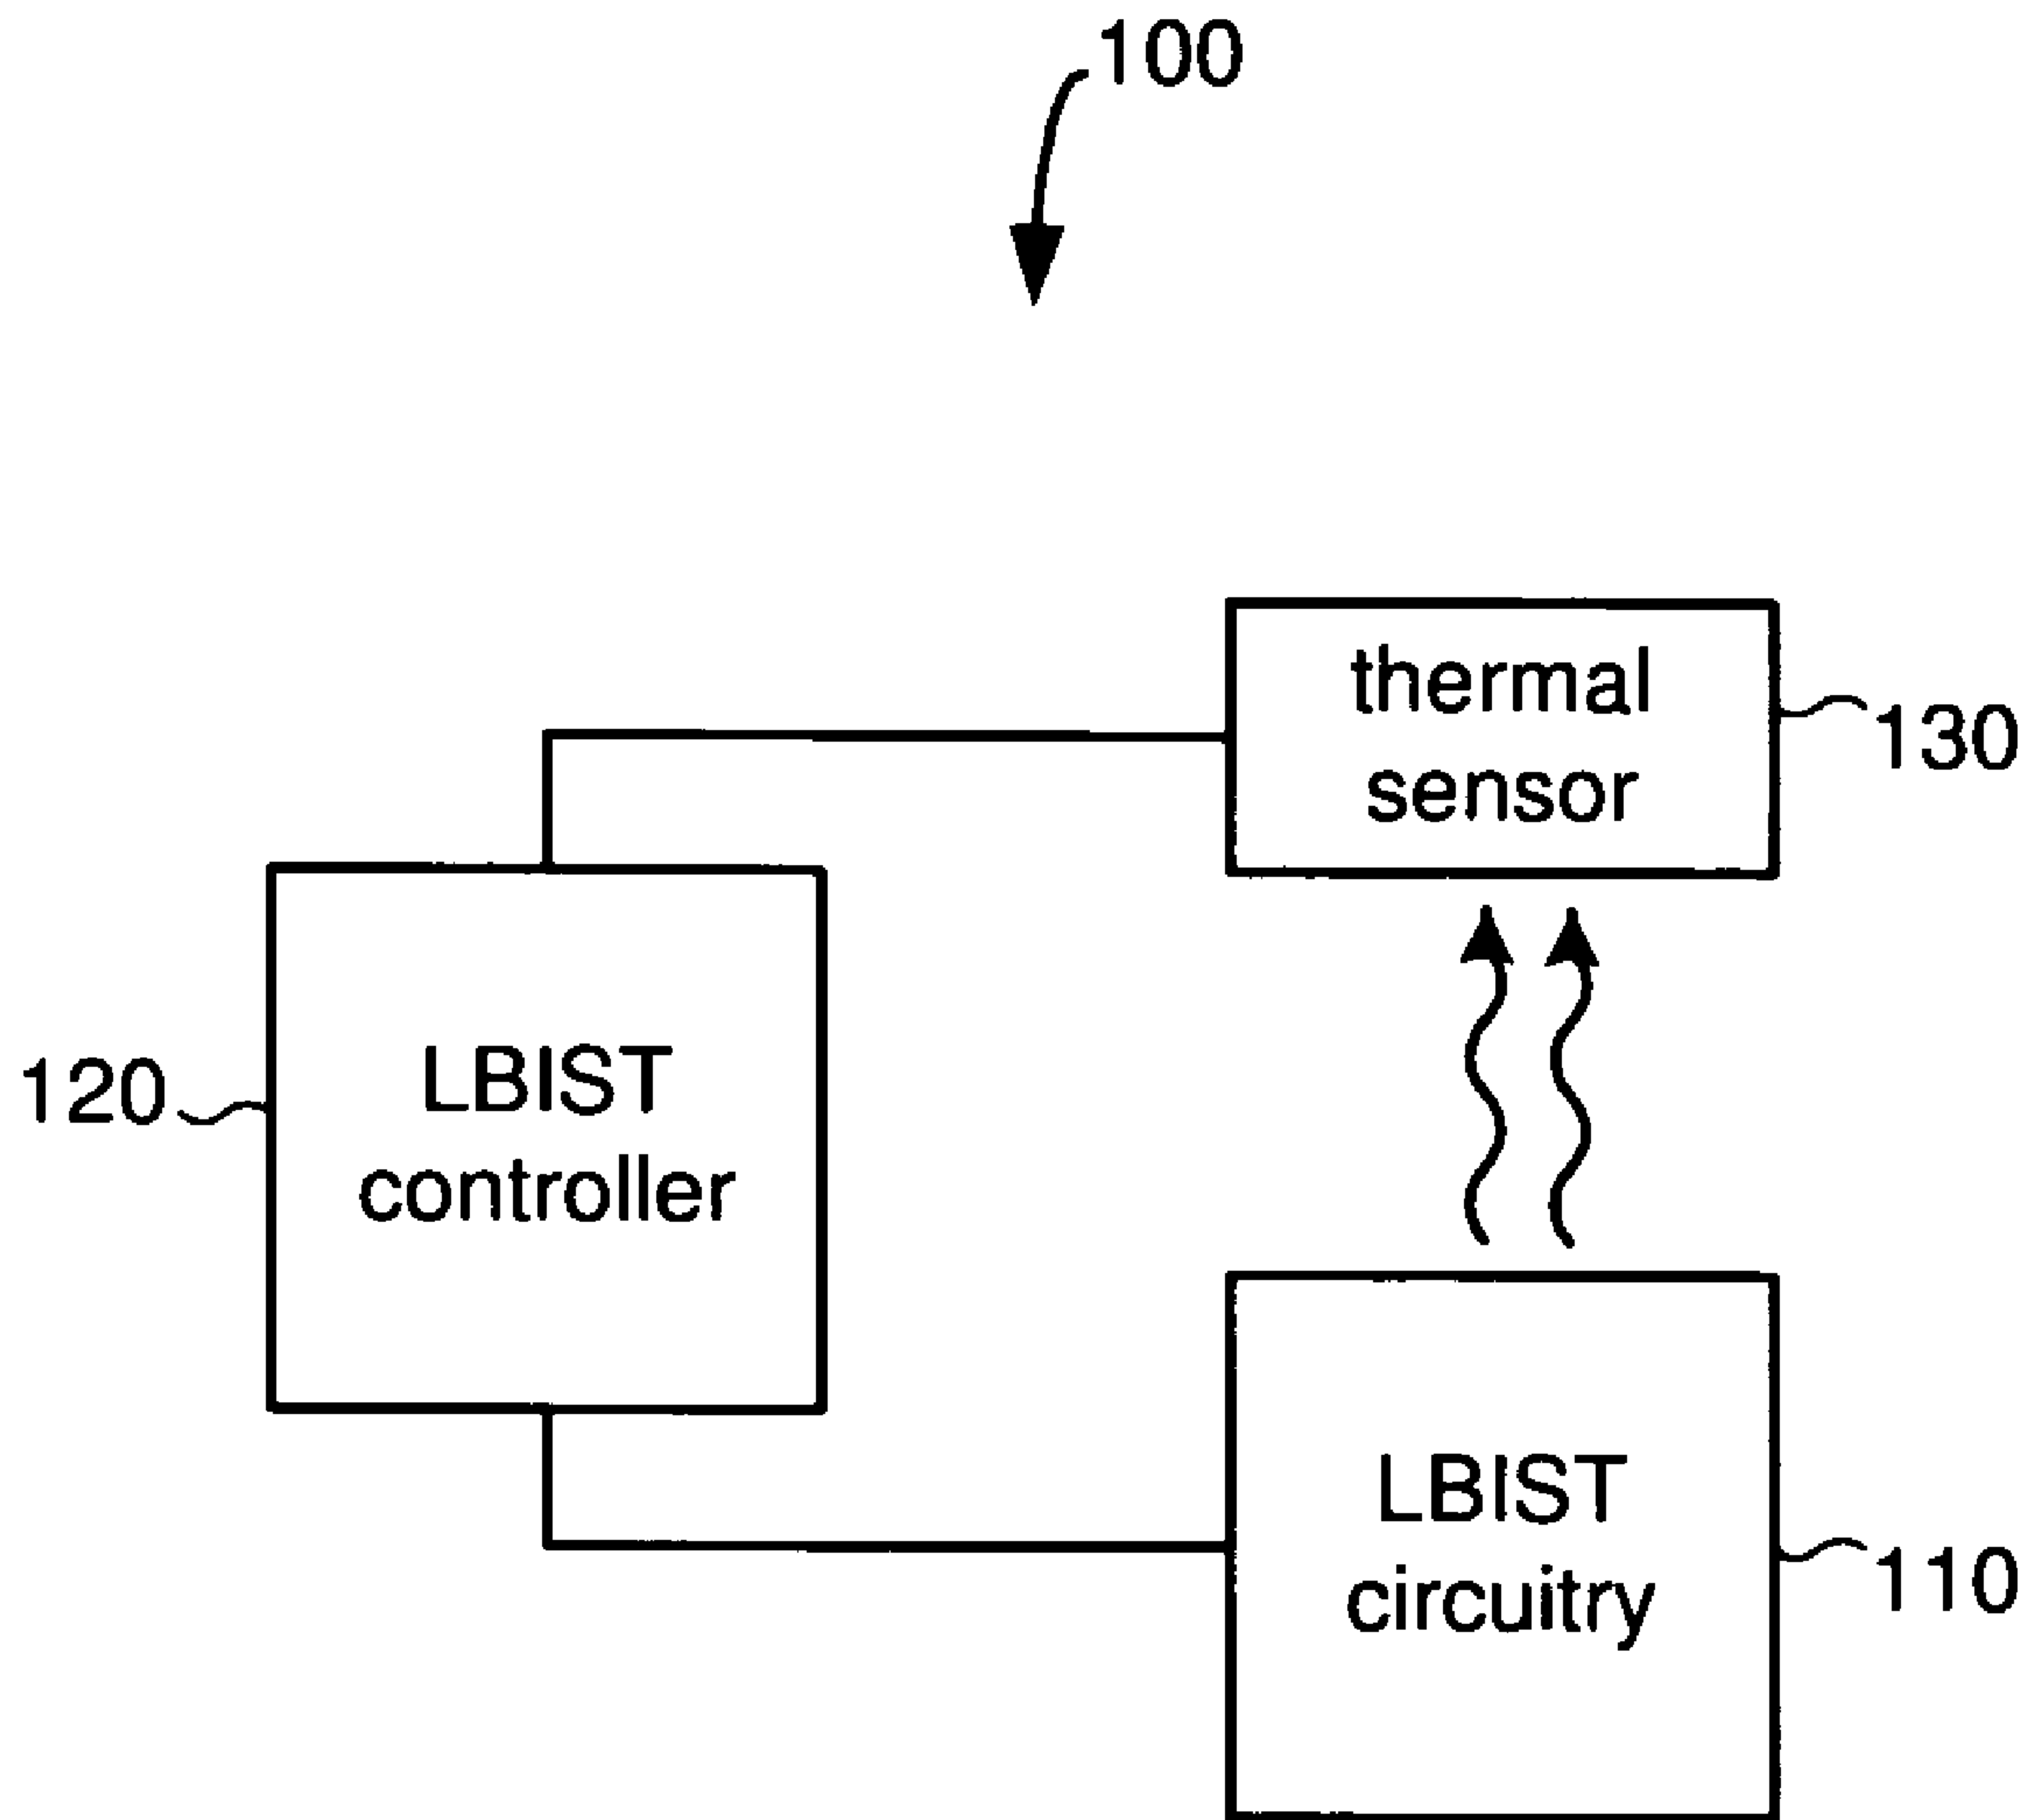 100
thermal
sensor
130
LBIST
controller
120
LBIST
circuitry
110